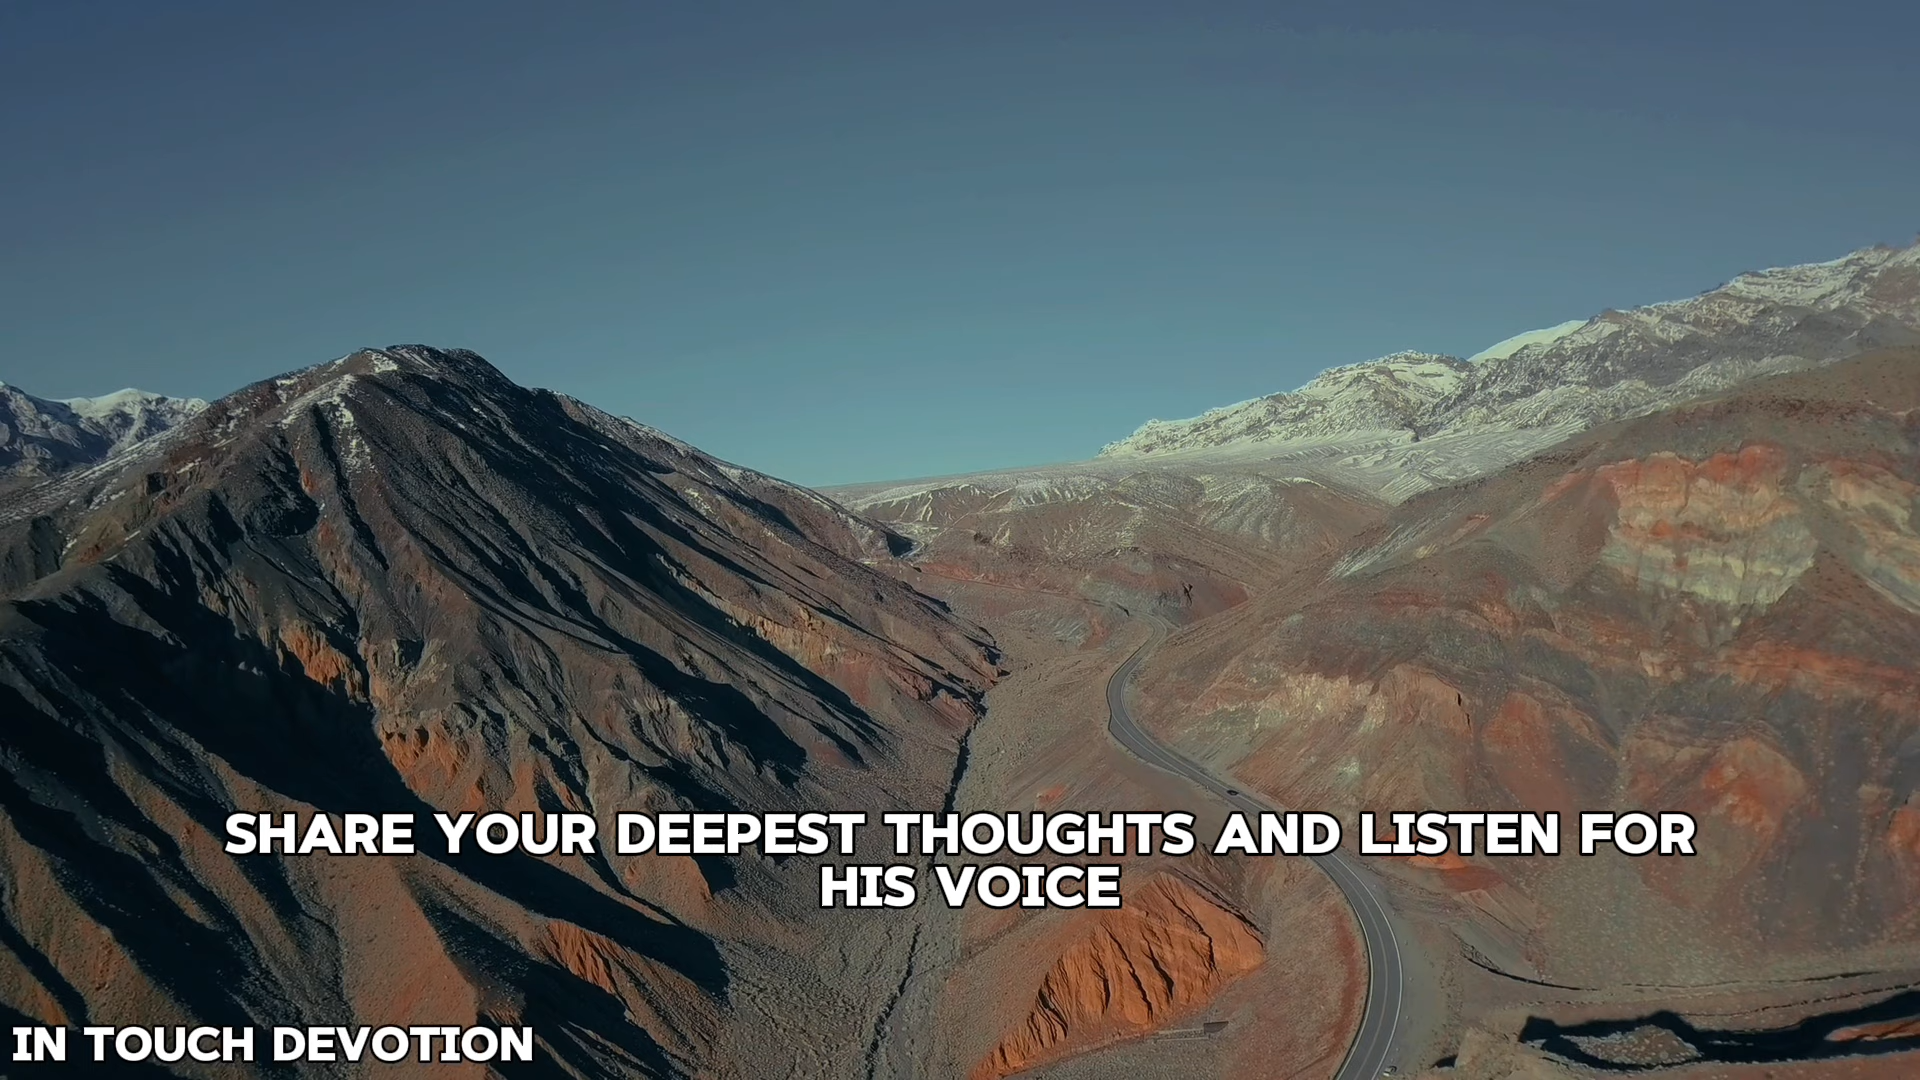 SHARE YOUR DEEPEST THOUGHTS AND LISTEN FOR
HIS VOICE
IN TOUCH DEVOTION